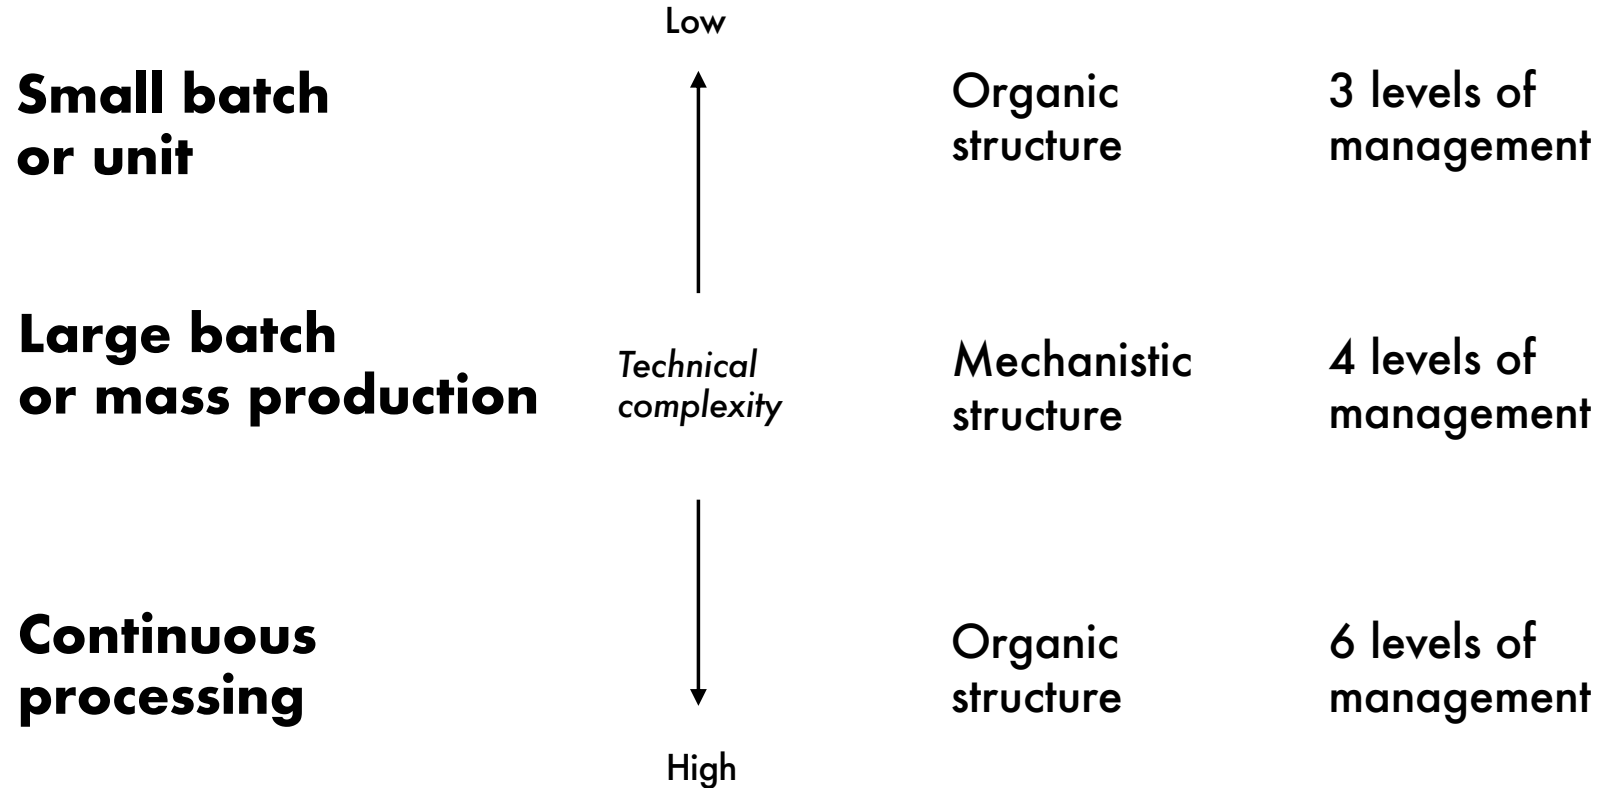 Low
Small batch
or unit
Organic
structure
3 levels of
management
Large batch
or mass production
Technical
complexity
Mechanistic
structure
4 levels of
management
Continuous
processing
Organic
structure
6 levels of
management
High